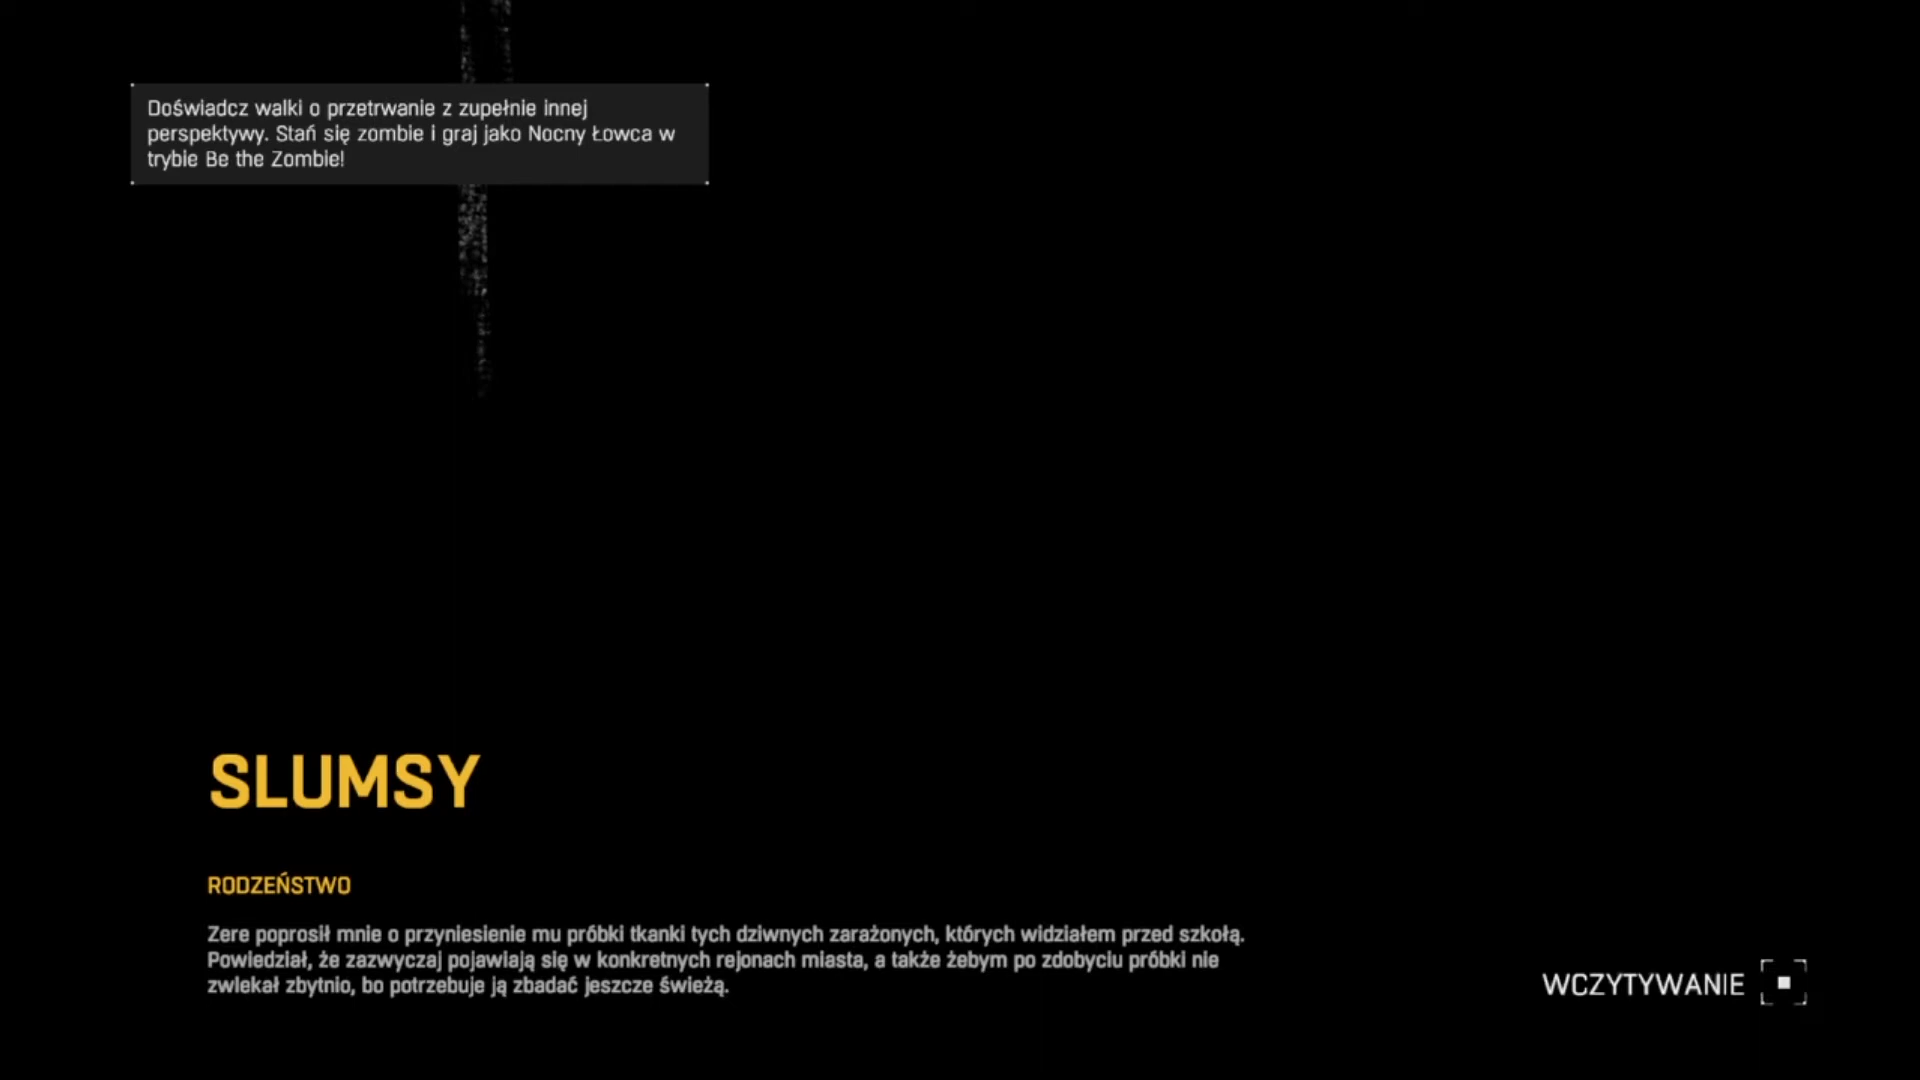 Doświadcz walki o przetrwanie z zupełnie innej
perspektywy. Stań się zombie i graj jako Nocny Łowca w
trybie Be the Zombie!
SLUMSY
RODZEŃSTWO
Zere poprosił mnie o przyniesienie mu próbki tkanki tych dziwnych zarażonych, których widziałem przed szkołą.
Powiedział, że zazwyczaj pojawiają się w konkretnych rejonach miasta, a także żebym po zdobyciu próbki nie
zwlekał zbytnio, bo potrzebuje ją zbadać jeszcze świeżą.
WCZYTYWANIE